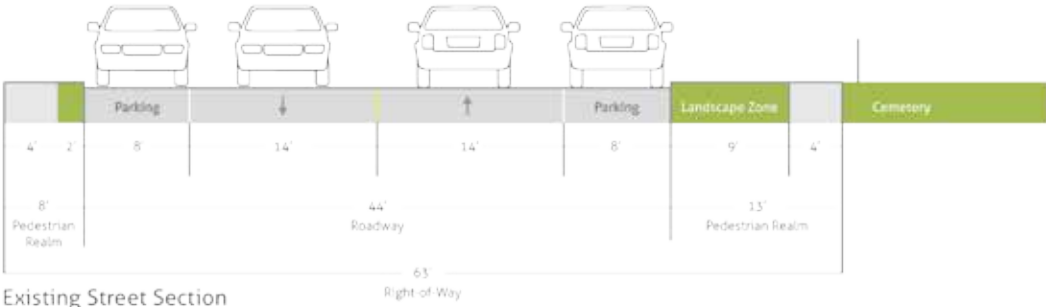 Parking
Parking
Landscape Zone
Cemetery
4'
2'
8'
14'
14'
8'
9'
4'
8'
Pedestrian
Realm
44'
Roadway
13'
Pedestrian Realm
63'
Right-of-Way
Existing Street Section